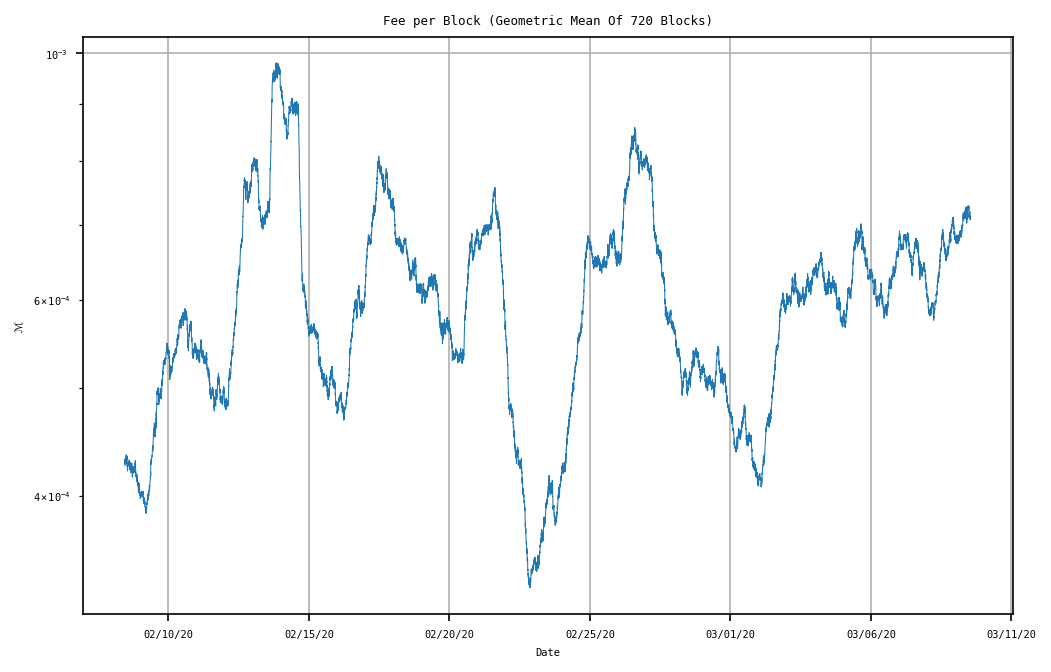 Fee per Block (Geometric Mean Of 720 Blocks)
10⁻³
6 × 10⁻⁴
4 × 10⁻⁴
ℳ
02/10/20 02/15/20 02/20/20 02/25/20 03/01/20 03/06/20 03/11/20
Date